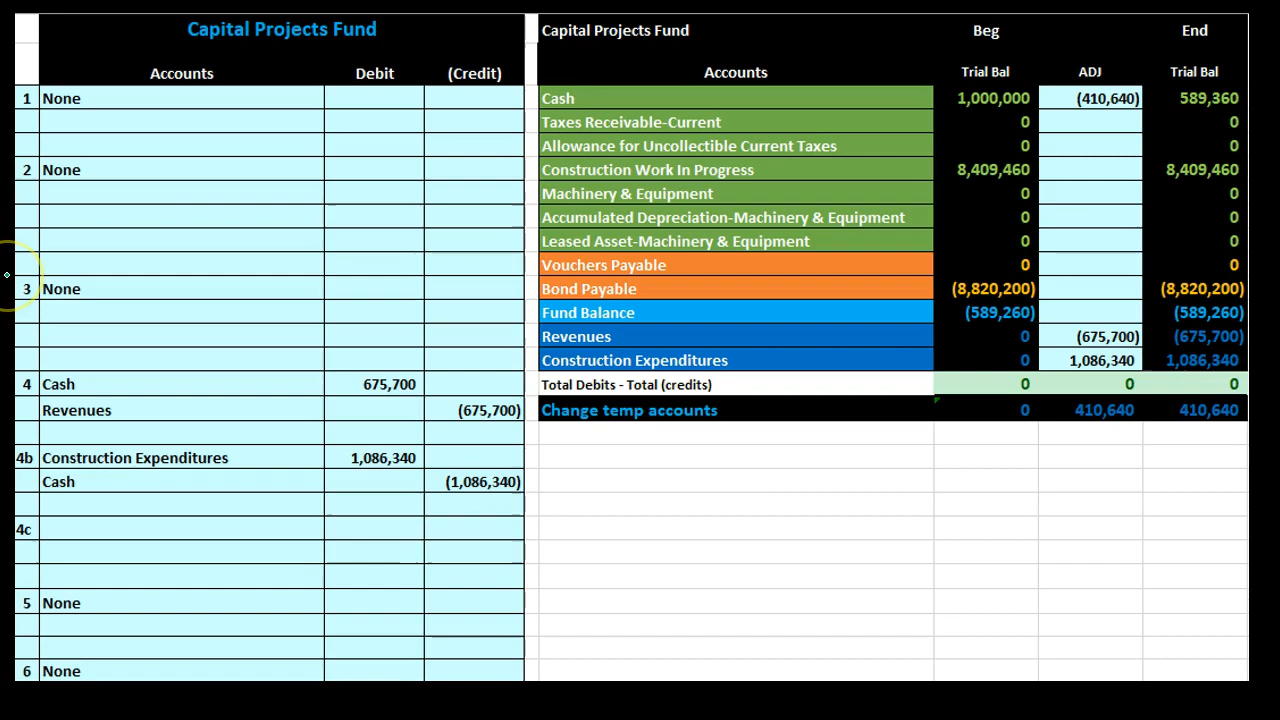 Capital Projects Fund
Accounts Debit (Credit)
1 None
2 None
3 None
4 Cash 675,700
Revenues (675,700)
4b Construction Expenditures 1,086,340
Cash (1,086,340)
4c
5 None
6 None
Capital Projects Fund Beg End
Accounts Trial Bal ADJ Trial Bal
Cash 1,000,000 (410,640) 589,360
Taxes Receivable-Current 0 0
Allowance for Uncollectible Current Taxes 0 0
Construction Work In Progress 8,409,460 8,409,460
Machinery & Equipment 0 0
Accumulated Depreciation-Machinery & Equipment 0 0
Leased Asset-Machinery & Equipment 0 0
Vouchers Payable 0 0
Bond Payable (8,820,200) (8,820,200)
Fund Balance (589,260) (589,260)
Revenues 0 (675,700) (675,700)
Construction Expenditures 0 1,086,340 1,086,340
Total Debits - Total (credits) 0 0 0
Change temp accounts 0 410,640 410,640